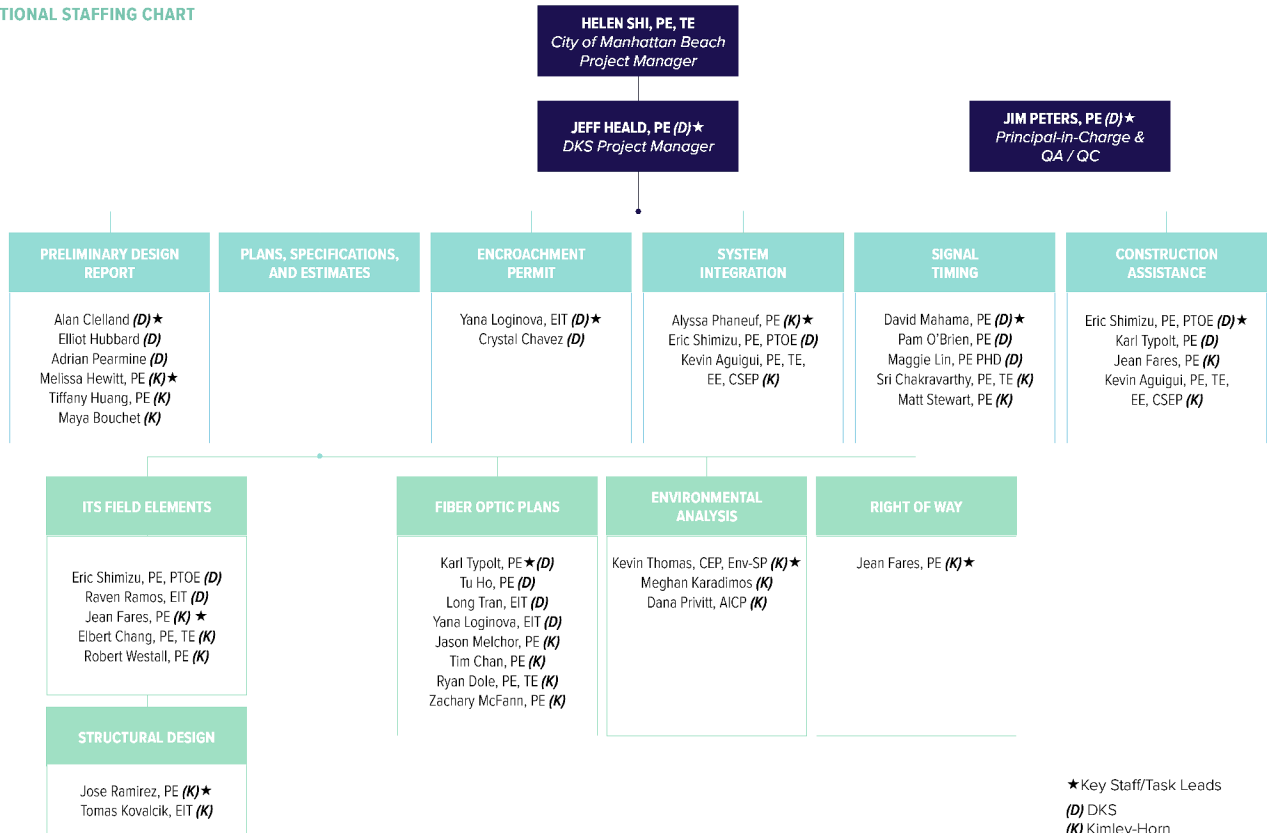 TIONAL STAFFING CHART
HELEN SHI, PE, TE
City of Manhattan Beach
Project Manager
JEFF HEALD, PE (D)★
DKS Project Manager
JIM PETERS, PE (D)★
Principal-in-Charge &
QA / QC
PRELIMINARY DESIGN
REPORT
Alan Clelland (D)★
Elliot Hubbard (D)
Adrian Pearmine (D)
Melissa Hewitt, PE (K)★
Tiffany Huang, PE (K)
Maya Bouchet (K)
PLANS, SPECIFICATIONS,
AND ESTIMATES
ENCROACHMENT
PERMIT
Yana Loginova, EIT (D)★
Crystal Chavez (D)
SYSTEM
INTEGRATION
Alyssa Phaneuf, PE (K)★
Eric Shimizu, PE, PTOE (D)
Kevin Aguigui, PE, TE,
EE, CSEP (K)
SIGNAL
TIMING
David Mahama, PE (D)★
Pam O’Brien, PE (D)
Maggie Lin, PE PHD (D)
Sri Chakravarthy, PE, TE (K)
Matt Stewart, PE (K)
CONSTRUCTION
ASSISTANCE
Eric Shimizu, PE, PTOE (D)★
Karl Typolt, PE (D)
Jean Fares, PE (K)
Kevin Aguigui, PE, TE,
EE, CSEP (K)
ITS FIELD ELEMENTS
Eric Shimizu, PE, PTOE (D)
Raven Ramos, EIT (D)
Jean Fares, PE (K) ★
Elbert Chang, PE, TE (K)
Robert Westall, PE (K)
STRUCTURAL DESIGN
Jose Ramirez, PE (K)★
Tomas Kovalcik, EIT (K)
FIBER OPTIC PLANS
Karl Typolt, PE★(D)
Tu Ho, PE (D)
Long Tran, EIT (D)
Yana Loginova, EIT (D)
Jason Melchor, PE (K)
Tim Chan, PE (K)
Ryan Dole, PE, TE (K)
Zachary McFann, PE (K)
ENVIRONMENTAL
ANALYSIS
Kevin Thomas, CEP, Env-SP (K)★
Meghan Karadimos (K)
Dana Privitt, AICP (K)
RIGHT OF WAY
Jean Fares, PE (K)★
★Key Staff/Task Leads
(D) DKS
(K) Kimley-Horn